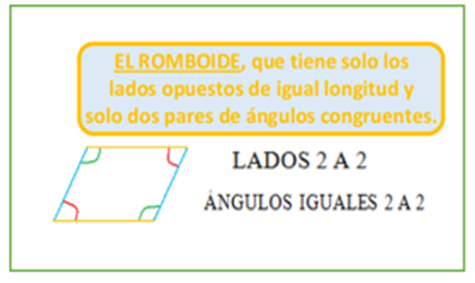 EL ROMBOIDE, que tiene solo los
lados opuestos de igual longitud y
solo dos pares de ángulos congruentes.
LADOS 2 A 2
ÁNGULOS IGUALES 2 A 2